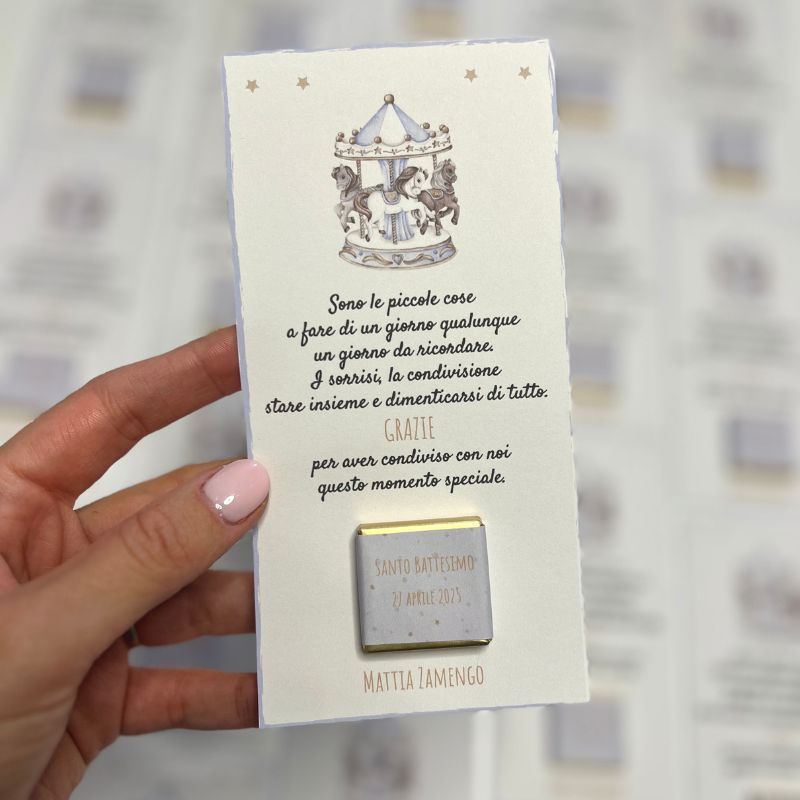 Sono le piccole cose
a fare di un giorno qualunque
un giorno da ricordare.
I sorrisi, la condivisione
stare insieme e dimenticarsi di tutto.
GRAZIE
per aver condiviso con noi
questo momento speciale.
SANTO BATTESIMO
27 APRILE 2025
MATTIA ZAMENGO